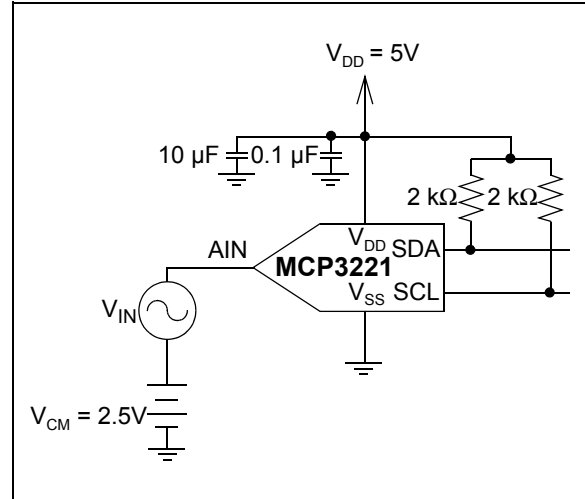 V_DD = 5V
10 µF 0.1 µF
2 kΩ 2 kΩ
AIN
V_DD SDA
MCP3221
V_SS SCL
V_IN
V_CM = 2.5V